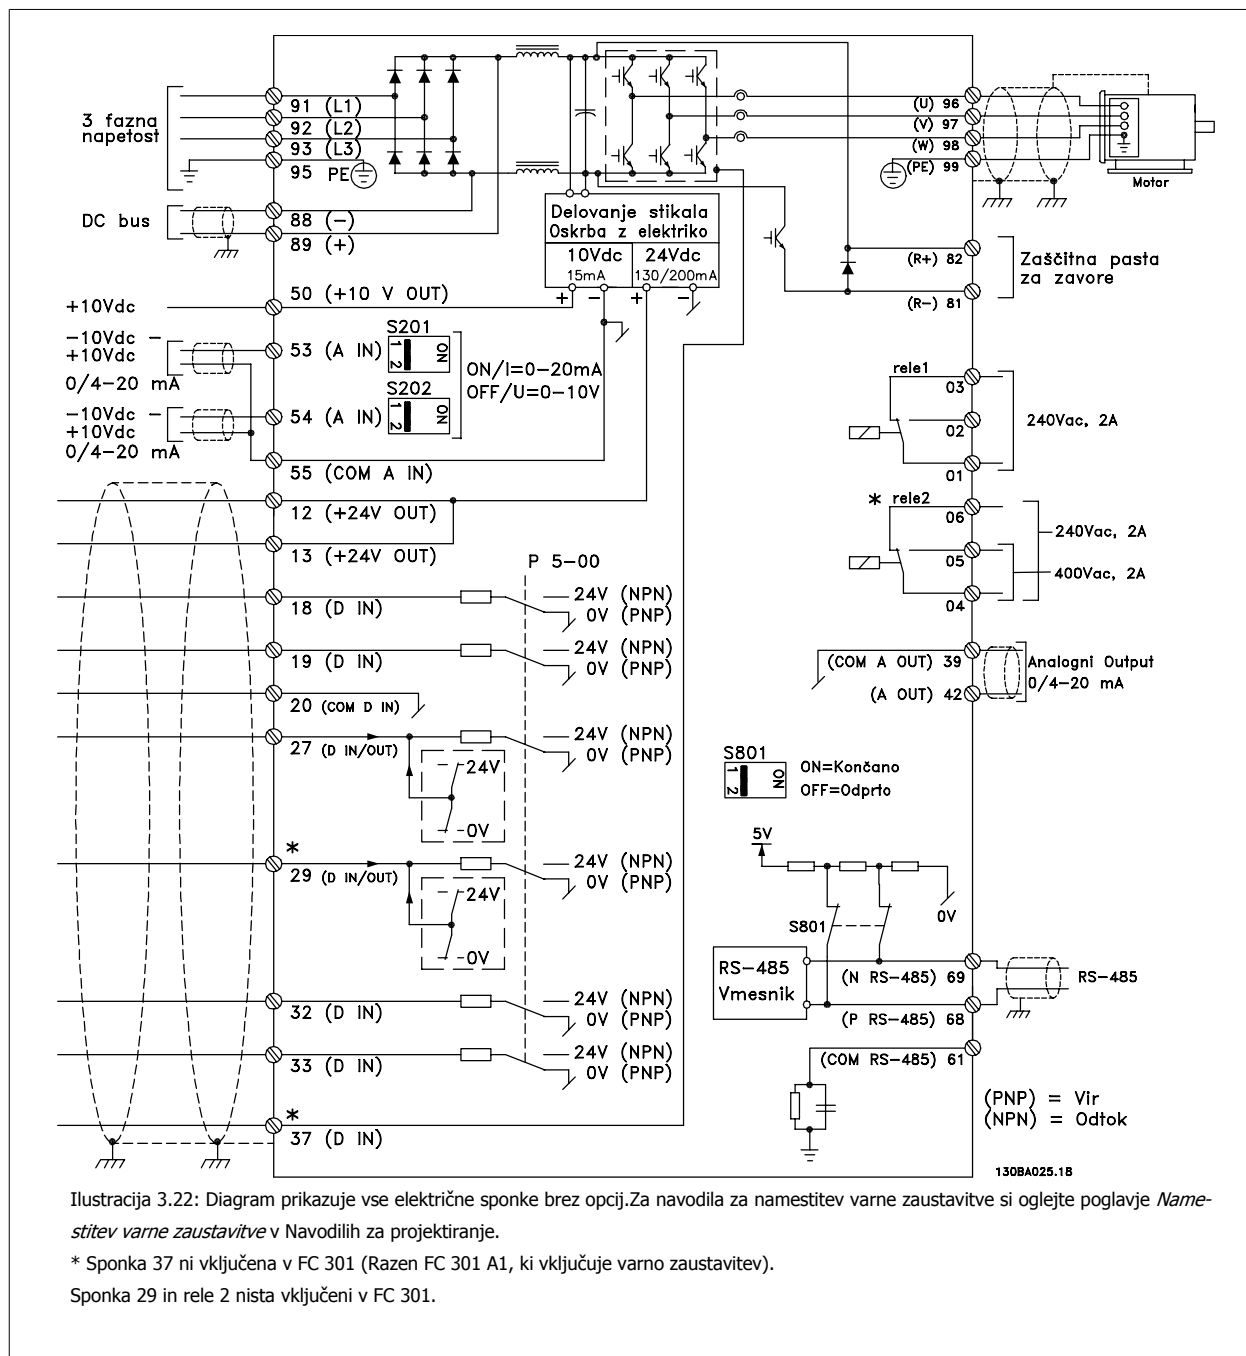 3 fazna
napetost
91 (L1)
92 (L2)
93 (L3)
95 PE
DC bus
88 (−)
89 (+)
Delovanje stikala
Oskrba z elektriko
10Vdc
15mA
24Vdc
130/200mA
+ − + −
(U) 96
(V) 97
(W) 98
(PE) 99
Motor
(R+) 82
(R−) 81
Zaščitna pasta
za zavore
+10Vdc
50 (+10 V OUT)
−10Vdc −
+10Vdc
0/4−20 mA
53 (A IN)
S201
ON
1 2
−10Vdc −
+10Vdc
0/4−20 mA
54 (A IN)
S202
ON
1 2
ON/I=0−20mA
OFF/U=0−10V
55 (COM A IN)
12 (+24V OUT)
13 (+24V OUT)
P 5-00
18 (D IN)
24V (NPN)
0V (PNP)
19 (D IN)
24V (NPN)
0V (PNP)
20 (COM D IN)
27 (D IN/OUT)
24V
0V
24V (NPN)
0V (PNP)
*
29 (D IN/OUT)
24V
0V
24V (NPN)
0V (PNP)
32 (D IN)
24V (NPN)
0V (PNP)
33 (D IN)
24V (NPN)
0V (PNP)
*
37 (D IN)
rele1
03
02
01
240Vac, 2A
* rele2
06
05
04
240Vac, 2A
400Vac, 2A
(COM A OUT) 39
(A OUT) 42
Analogni Output
0/4−20 mA
S801
ON
1 2
ON=Končano
OFF=Odprto
5V
S801
0V
RS−485
Vmesnik
(N RS−485) 69
(P RS−485) 68
RS−485
(COM RS−485) 61
(PNP) = Vir
(NPN) = Odtok
130BA025.18
Ilustracija 3.22: Diagram prikazuje vse električne sponke brez opcij.Za navodila za namestitev varne zaustavitve si oglejte poglavje Name-
stitev varne zaustavitve v Navodilih za projektiranje.
* Sponka 37 ni vključena v FC 301 (Razen FC 301 A1, ki vključuje varno zaustavitev).
Sponka 29 in rele 2 nista vključeni v FC 301.